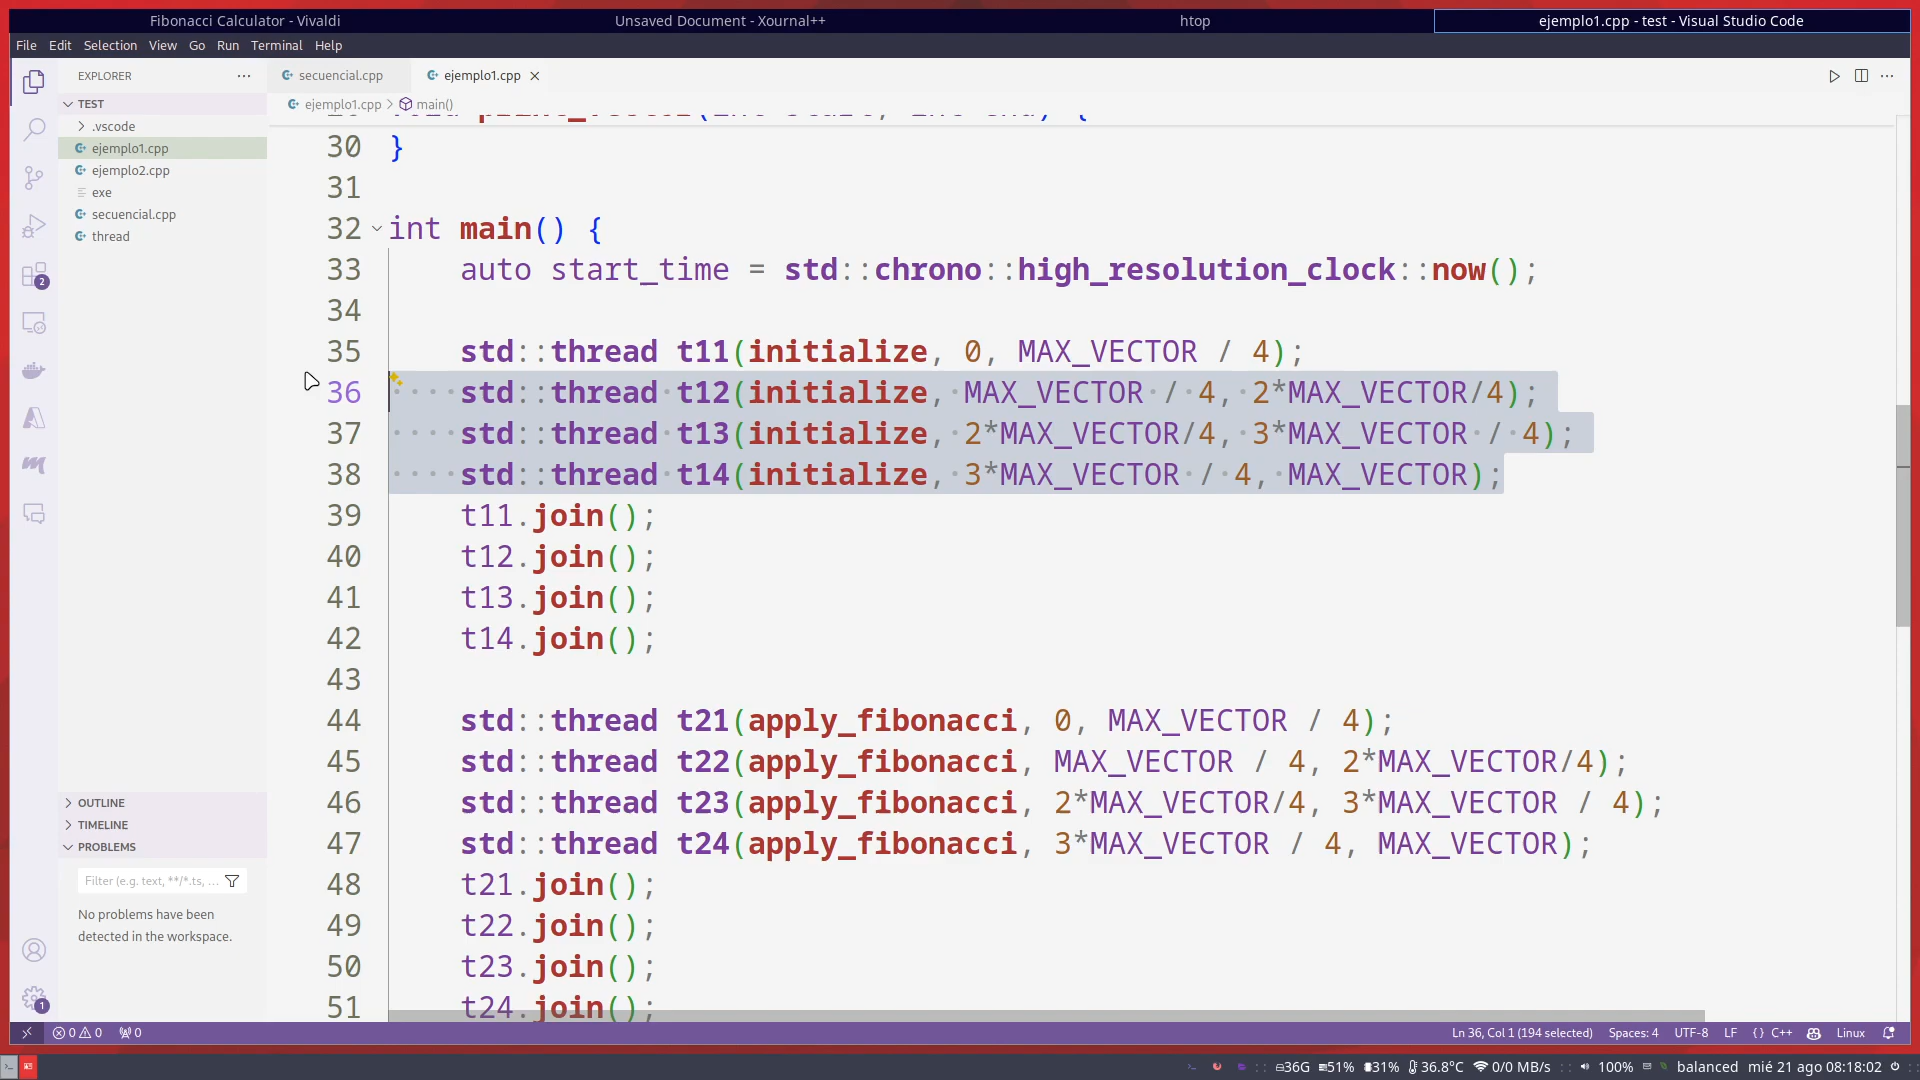 Fibonacci Calculator - Vivaldi
Unsaved Document - Xournal++
htop
ejemplo1.cpp - test - Visual Studio Code
File Edit Selection View Go Run Terminal Help
EXPLORER
TEST
.vscode
ejemplo1.cpp
ejemplo2.cpp
exe
secuencial.cpp
thread
OUTLINE
TIMELINE
PROBLEMS
Filter (e.g. text, **/*.ts, ...
No problems have been
detected in the workspace.
2
1
secuencial.cpp
ejemplo1.cpp
ejemplo1.cpp > main()
30 }
31
32 int main() {
33 auto start_time = std::chrono::high_resolution_clock::now();
34
35 std::thread t11(initialize, 0, MAX_VECTOR / 4);
36 std::thread t12(initialize, MAX_VECTOR / 4, 2*MAX_VECTOR/4);
37 std::thread t13(initialize, 2*MAX_VECTOR/4, 3*MAX_VECTOR / 4);
38 std::thread t14(initialize, 3*MAX_VECTOR / 4, MAX_VECTOR);
39 t11.join();
40 t12.join();
41 t13.join();
42 t14.join();
43
44 std::thread t21(apply_fibonacci, 0, MAX_VECTOR / 4);
45 std::thread t22(apply_fibonacci, MAX_VECTOR / 4, 2*MAX_VECTOR/4);
46 std::thread t23(apply_fibonacci, 2*MAX_VECTOR/4, 3*MAX_VECTOR / 4);
47 std::thread t24(apply_fibonacci, 3*MAX_VECTOR / 4, MAX_VECTOR);
48 t21.join();
49 t22.join();
50 t23.join();
51 t24.join();
0 0 0
Ln 36, Col 1 (194 selected) Spaces: 4 UTF-8 LF {} C++ Linux
36G 51% 31% 36.8°C 0/0 MB/s 100% balanced mié 21 ago 08:18:02